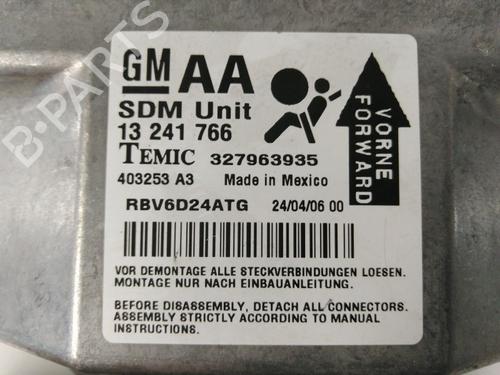 B-PARTS
GM AA
SDM Unit
13 241 766
TEMIC 327963935
403253 A3 Made in Mexico
RBV6D24ATG 24/04/06 00
VORNE
FORWARD
VOR DEMONTAGE ALLE STECKVERBINDUNGEN LOESEN.
MONTAGE NUR NACH EINBAUANLEITUNG.
BEFORE DISASSEMBLY, DETACH ALL CONNECTORS.
ASSEMBLY STRICTLY ACCORDING TO MANUAL
INSTRUCTIONS.